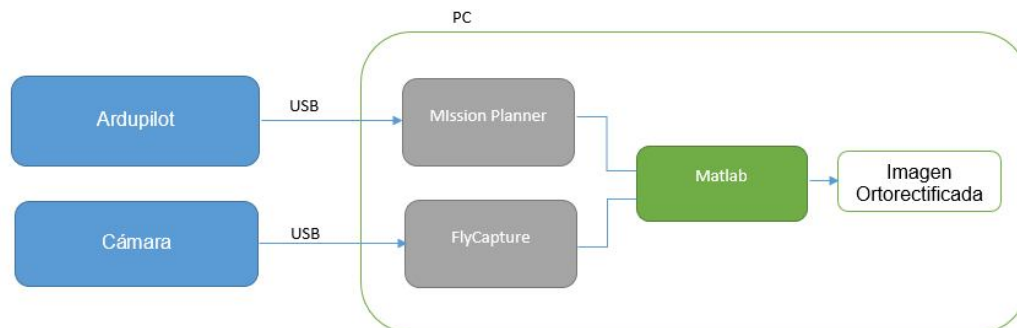 PC
Ardupilot
USB
MIssion Planner
Matlab
Imagen
Ortorectificada
Cámara
USB
FlyCapture